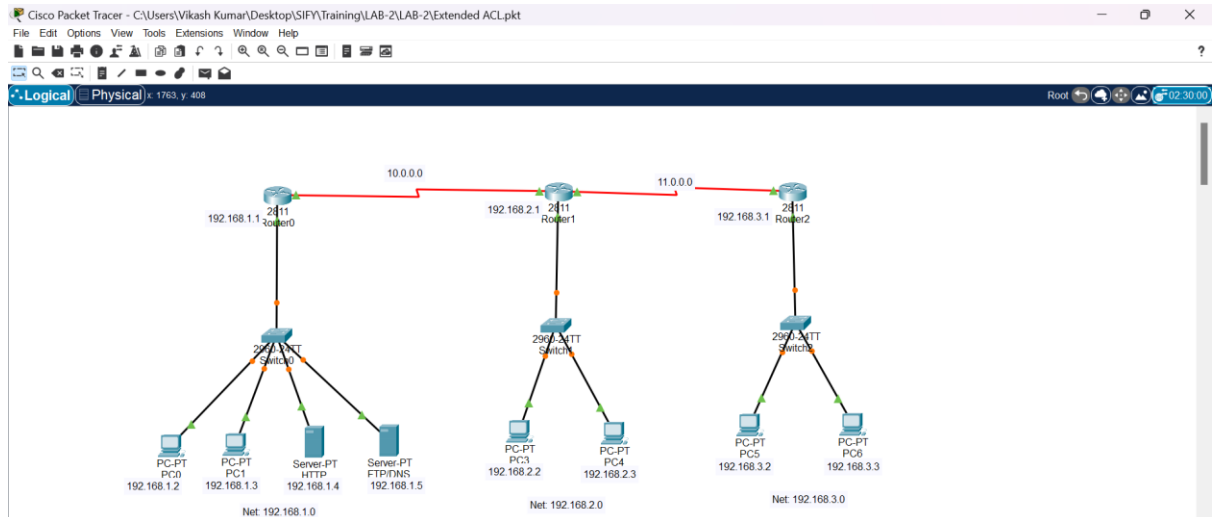 Cisco Packet Tracer - C:\Users\Vikash Kumar\Desktop\SIFY\Training\LAB-2\LAB-2\Extended ACL.pkt
File Edit Options View Tools Extensions Window Help
?
Logical Physical x: 1763, y: 408 Root 02:30:00
10.0.0.0
11.0.0.0
192.168.1.1
2811
Router0
192.168.2.1
2811
Router1
192.168.3.1
2811
Router2
2960-24TT
Switch0
2960-24TT
Switch1
2960-24TT
Switch2
PC-PT
PC0
192.168.1.2
PC-PT
PC1
192.168.1.3
Server-PT
HTTP
192.168.1.4
Server-PT
FTP/DNS
192.168.1.5
PC-PT
PC3
192.168.2.2
PC-PT
PC4
192.168.2.3
PC-PT
PC5
192.168.3.2
PC-PT
PC6
192.168.3.3
Net: 192.168.1.0
Net: 192.168.2.0
Net: 192.168.3.0